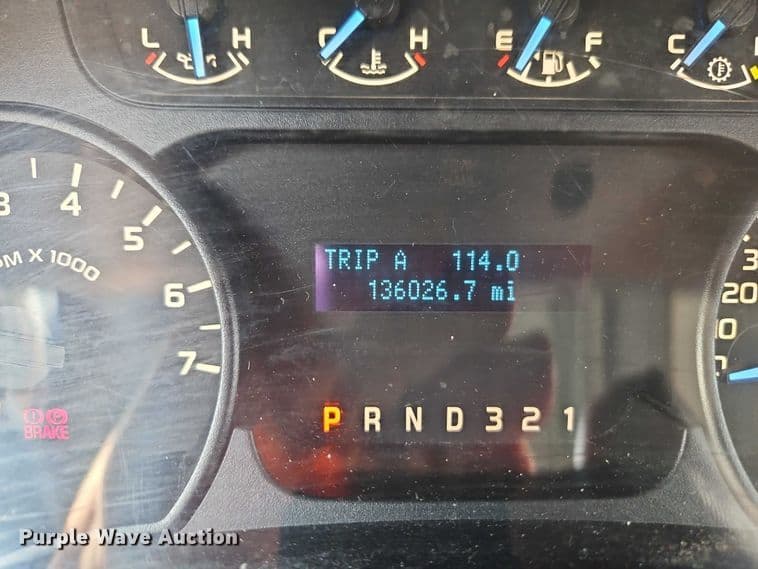 L H
C H
E F
C
3 4 5 6 7
PM X 1000
TRIP A 114.0
136026.7 mi
P R N D 3 2 1
BRAKE
3
20
Purple Wave Auction